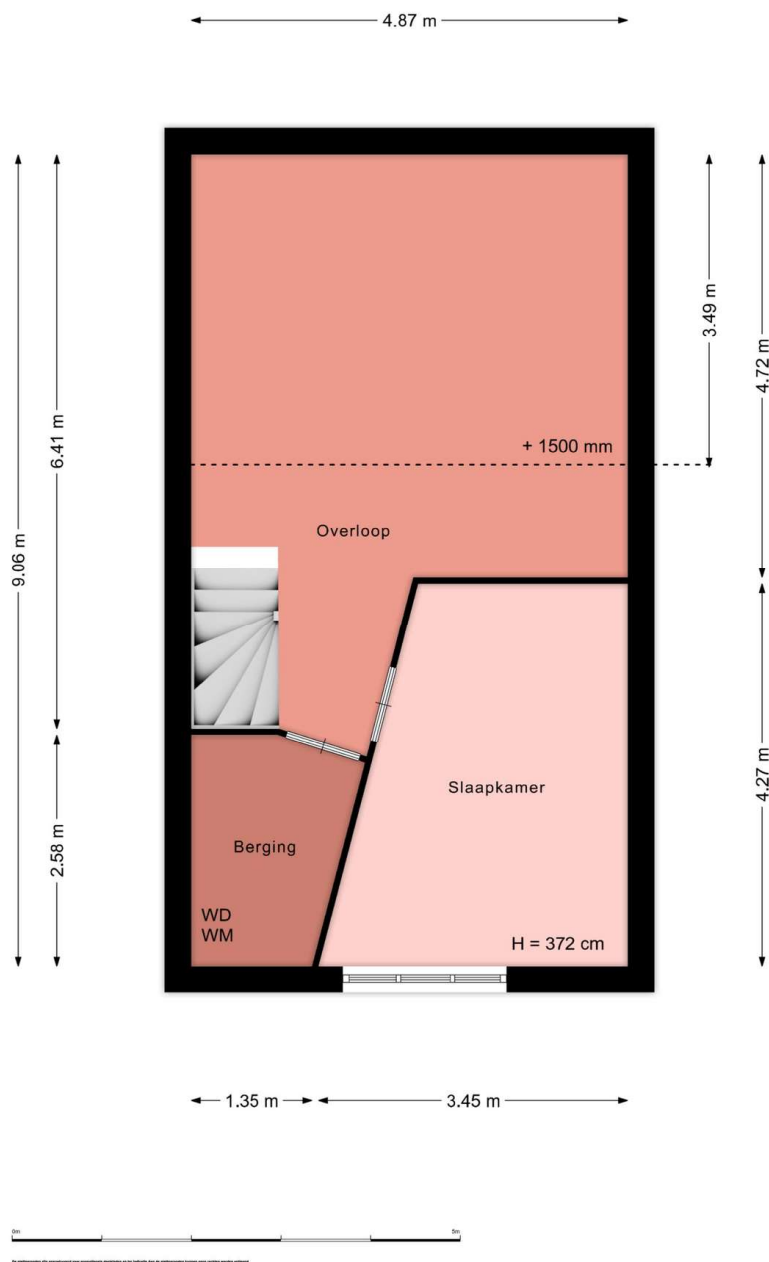 4.87 m
3.49 m
4.72 m
6.41 m
9.06 m
+ 1500 mm
Overloop
Slaapkamer
4.27 m
Berging
2.58 m
WD
WM
H = 372 cm
1.35 m
3.45 m
0m
5m